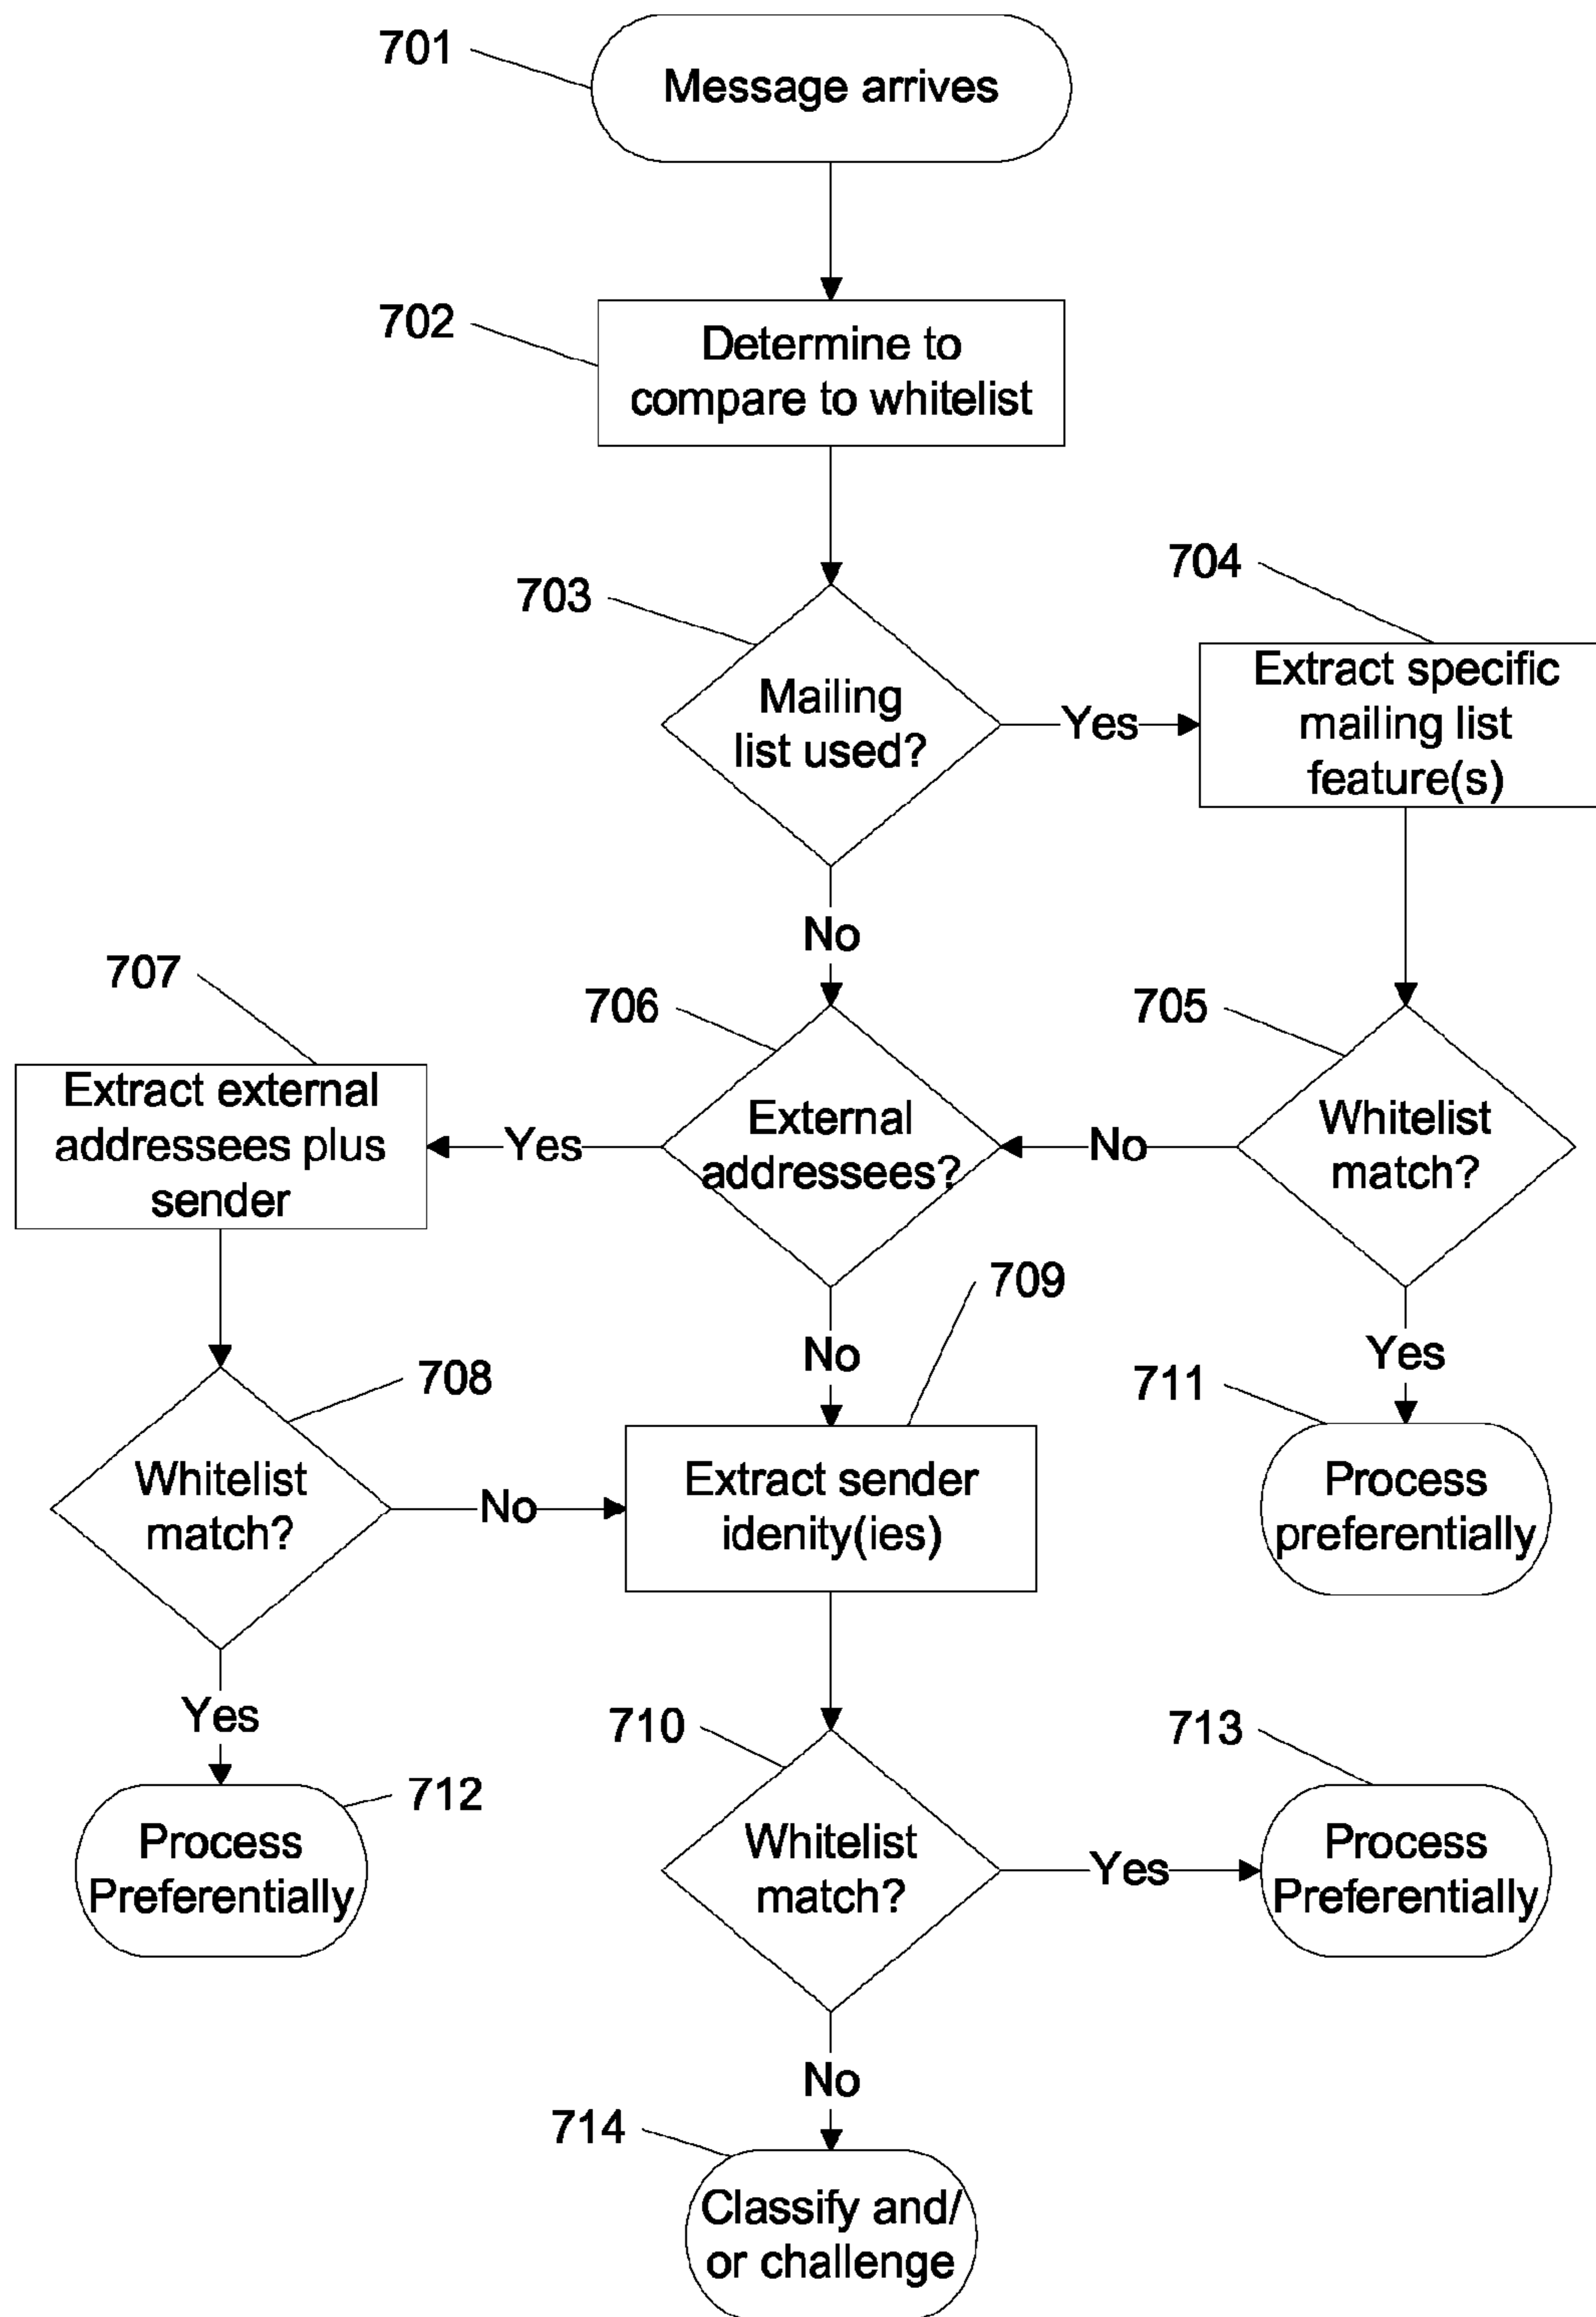 701
Message arrives
702
Determine to
compare to whitelist
703
Mailing
list used?
Yes
704
Extract specific
mailing list
feature(s)
No
707
Extract external
addressees plus
sender
706
External
addressees?
Yes
No
705
Whitelist
match?
No
Yes
711
Process
preferentially
708
Whitelist
match?
No
709
Extract sender
idenity(ies)
Yes
712
Process
Preferentially
710
Whitelist
match?
Yes
713
Process
Preferentially
No
714
Classify and/
or challenge